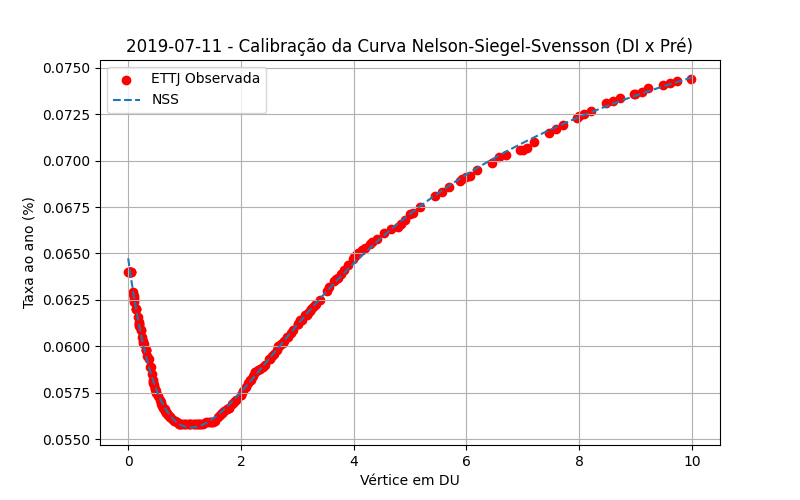 2019-07-11 - Calibração da Curva Nelson-Siegel-Svensson (DI x Pré)
ETTJ Observada
NSS
Taxa ao ano (%)
0.0750
0.0725
0.0700
0.0675
0.0650
0.0625
0.0600
0.0575
0.0550
0 2 4 6 8 10
Vértice em DU